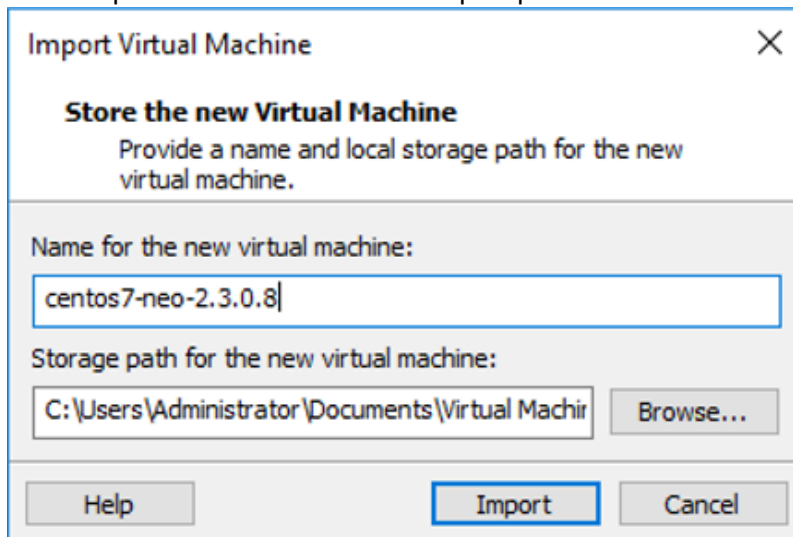 Import Virtual Machine
Store the new Virtual Machine
Provide a name and local storage path for the new
virtual machine.
Name for the new virtual machine:
centos7-neo-2.3.0.8
Storage path for the new virtual machine:
C:\Users\Administrator\Documents\Virtual Machin Browse...
Help Import Cancel